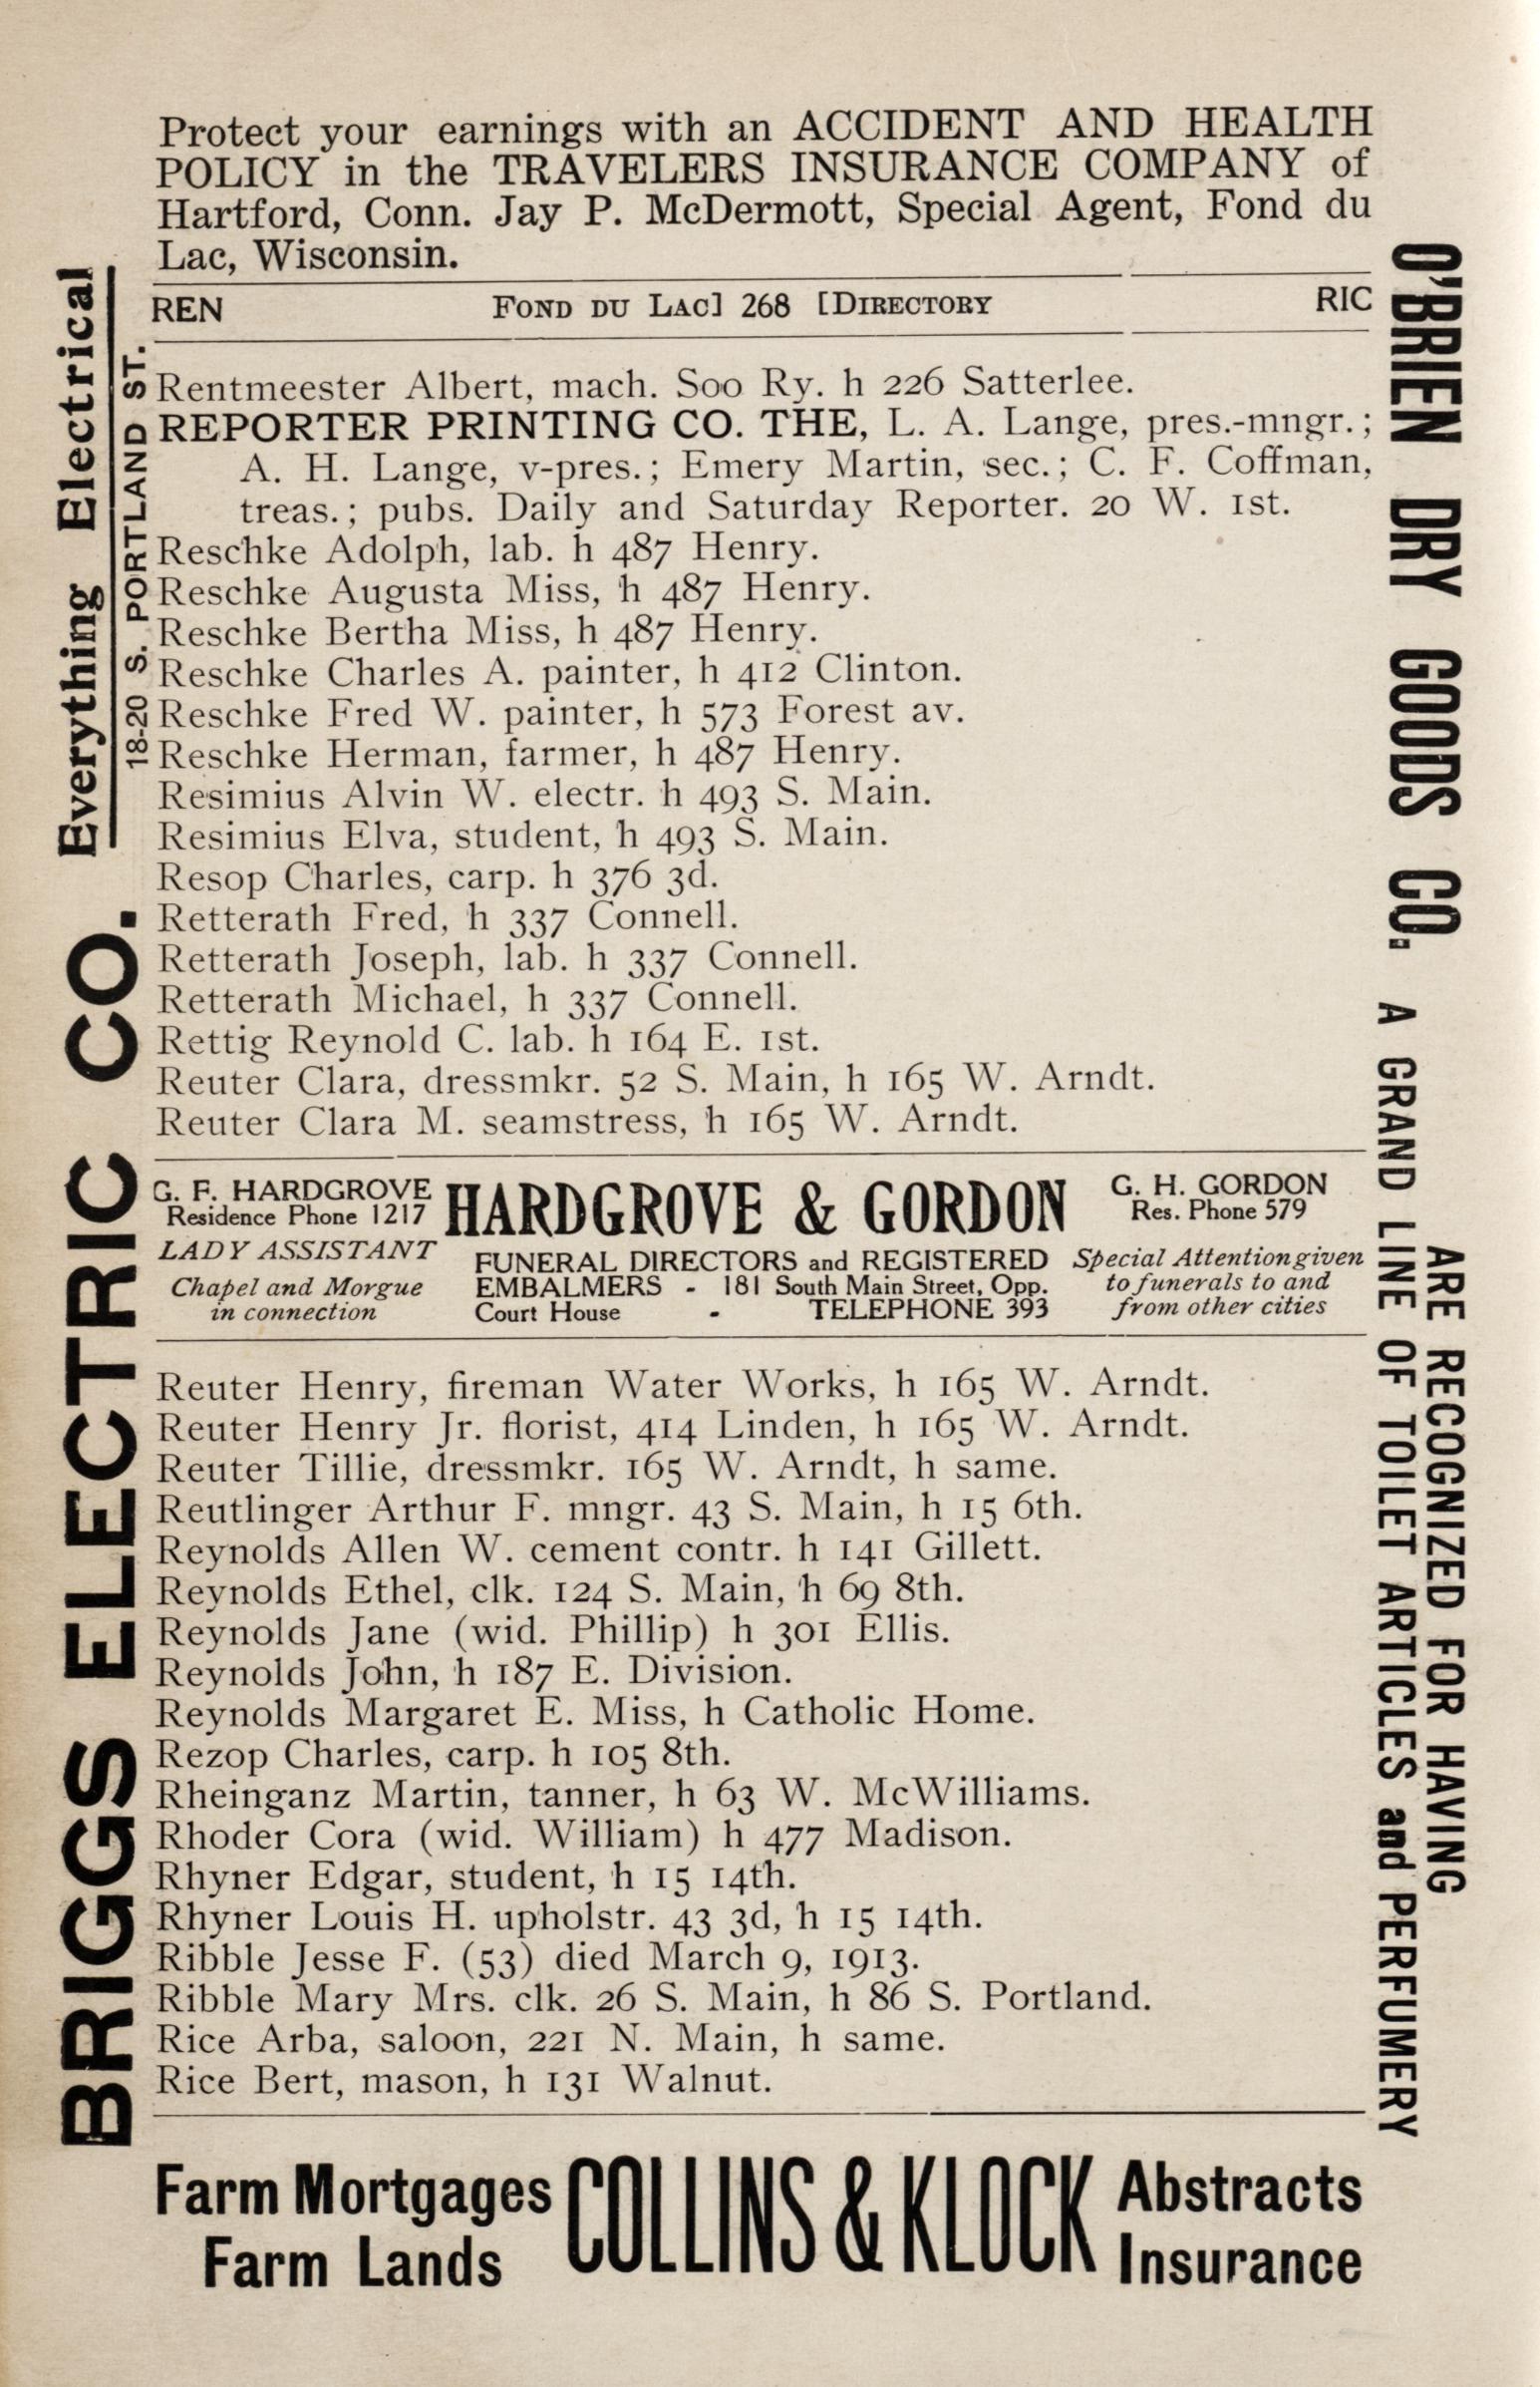 Protect your earnings with an ACCIDENT AND HEALTH
POLICY in the TRAVELERS INSURANCE COMPANY of
Hartford, Conn. Jay P. McDermott, Special Agent, Fond du
Lac, Wisconsin.
REN FOND DU LAC] 268 [DIRECTORY RIC
Rentmeester Albert, mach. Soo Ry. h 226 Satterlee.
REPORTER PRINTING CO. THE, L. A. Lange, pres.-mngr.;
A. H. Lange, v-pres.; Emery Martin, sec.; C. F. Coffman,
treas.; pubs. Daily and Saturday Reporter. 20 W. 1st.
Reschke Adolph, lab. h 487 Henry.
Reschke Augusta Miss, h 487 Henry.
Reschke Bertha Miss, h 487 Henry.
Reschke Charles A. painter, h 412 Clinton.
Reschke Fred W. painter, h 573 Forest av.
Reschke Herman, farmer, h 487 Henry.
Resimius Alvin W. electr. h 493 S. Main.
Resimius Elva, student, h 493 S. Main.
Resop Charles, carp. h 376 3d.
Retterath Fred, h 337 Connell.
Retterath Joseph, lab. h 337 Connell.
Retterath Michael, h 337 Connell.
Rettig Reynold C. lab. h 164 E. 1st.
Reuter Clara, dressmkr. 52 S. Main, h 165 W. Arndt.
Reuter Clara M. seamstress, h 165 W. Arndt.
G. F. HARDGROVE
Residence Phone 1217
LADY ASSISTANT
Chapel and Morgue
in connection
HARDGROVE & GORDON
FUNERAL DIRECTORS and REGISTERED
EMBALMERS - 181 South Main Street, Opp.
Court House - TELEPHONE 393
G. H. GORDON
Res. Phone 579
Special Attention given
to funerals to and
from other cities
Reuter Henry, fireman Water Works, h 165 W. Arndt.
Reuter Henry Jr. florist, 414 Linden, h 165 W. Arndt.
Reuter Tillie, dressmkr. 165 W. Arndt, h same.
Reutlinger Arthur F. mngr. 43 S. Main, h 15 6th.
Reynolds Allen W. cement contr. h 141 Gillett.
Reynolds Ethel, clk. 124 S. Main, h 69 8th.
Reynolds Jane (wid. Phillip) h 301 Ellis.
Reynolds John, h 187 E. Division.
Reynolds Margaret E. Miss, h Catholic Home.
Rezop Charles, carp. h 105 8th.
Rheinganz Martin, tanner, h 63 W. McWilliams.
Rhoder Cora (wid. William) h 477 Madison.
Rhyner Edgar, student, h 15 14th.
Rhyner Louis H. upholstr. 43 3d, h 15 14th.
Ribble Jesse F. (53) died March 9, 1913.
Ribble Mary Mrs. clk. 26 S. Main, h 86 S. Portland.
Rice Arba, saloon, 221 N. Main, h same.
Rice Bert, mason, h 131 Walnut.
Farm Mortgages
Farm Lands
COLLINS & KLOCK
Abstracts
Insurance
BRIGGS ELECTRIC CO.
Everything Electrical
18-20 S. PORTLAND ST.
O'BRIEN DRY GOODS CO.
ARE RECOGNIZED FOR HAVING
A GRAND LINE OF TOILET ARTICLES and PERFUMERY